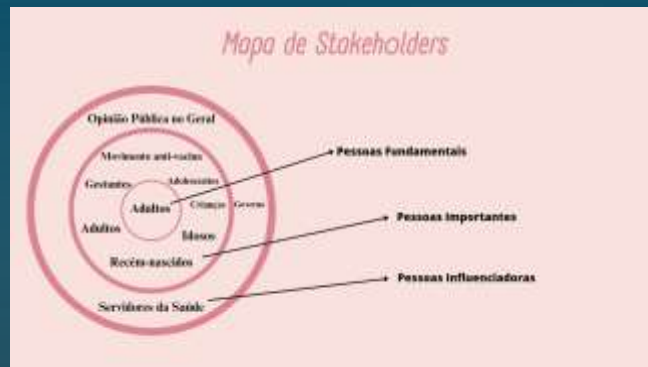 Mapa de Stakeholders
Opinião Pública no Geral
Movimento anti-vacina
Gestantes
Adolescentes
Adultos
Crianças
Governo
Adultos
Idosos
Recém-nascidos
Servidores da Saúde
Pessoas Fundamentais
Pessoas Importantes
Pessoas Influenciadoras